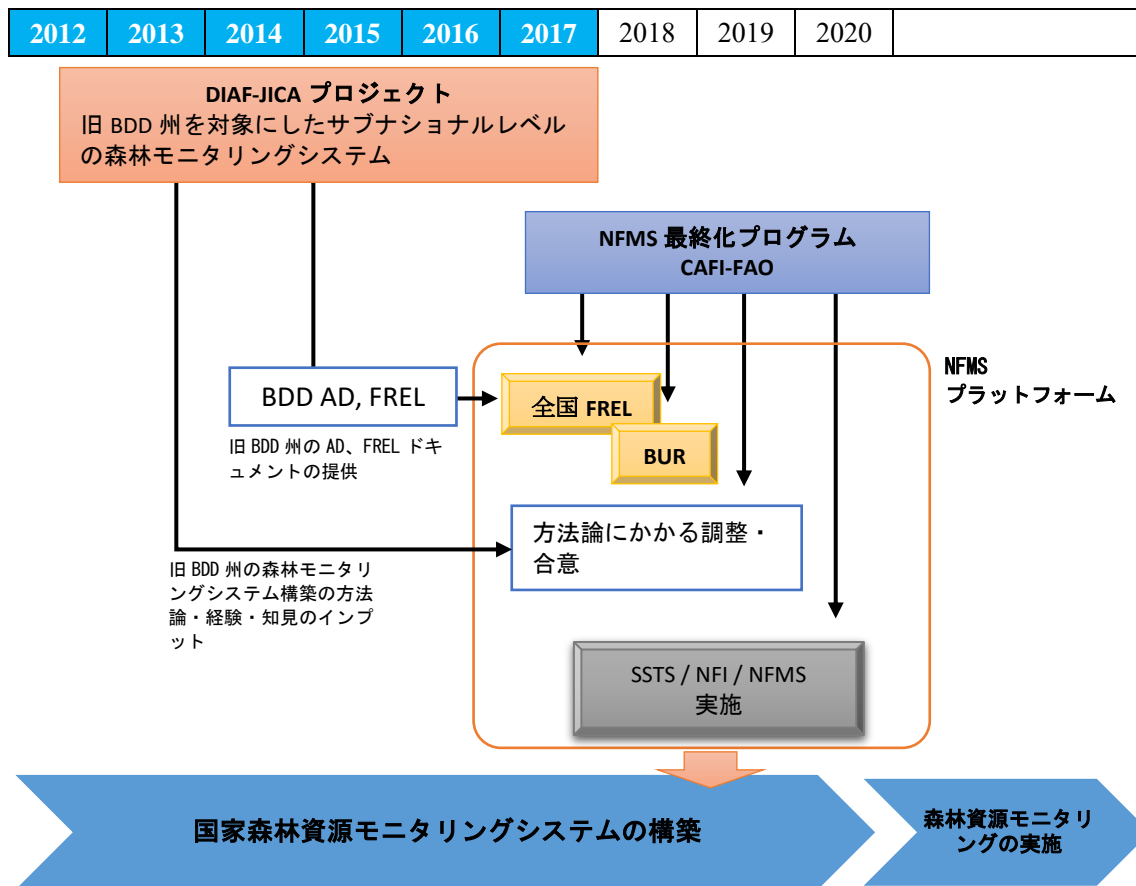 2012 2013 2014 2015 2016 2017 2018 2019 2020
DIAF-JICA プロジェクト
旧 BDD 州を対象にしたサブナショナルレベル
の森林モニタリングシステム
NFMS 最終化プログラム
CAFI-FAO
NFMS
プラットフォーム
BDD AD, FREL
全国 FREL
BUR
旧 BDD 州の AD、FREL ドキ
ュメントの提供
方法論にかかる調整・
合意
旧 BDD 州の森林モニタリ
ングシステム構築の方法
論・経験・知見のインプ
ット
SSTS / NFI / NFMS
実施
国家森林資源モニタリングシステムの構築
森林資源モニタリ
ングの実施